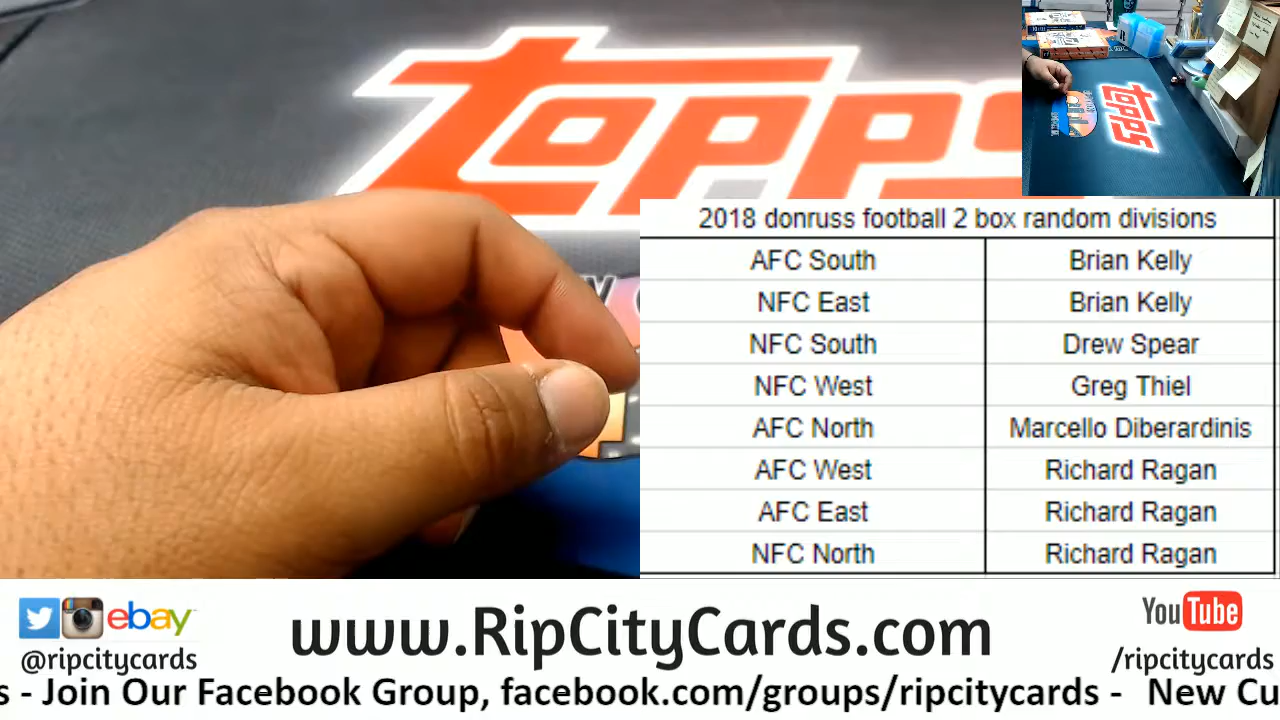 Topps
Topps
2018 donruss football 2 box random divisions
AFC South Brian Kelly
NFC East Brian Kelly
NFC South Drew Spear
NFC West Greg Thiel
AFC North Marcello Diberardinis
AFC West Richard Ragan
AFC East Richard Ragan
NFC North Richard Ragan
ebay www.RipCityCards.com YouTube
@ripcitycards /ripcitycards
s - Join Our Facebook Group, facebook.com/groups/ripcitycards - New Cu